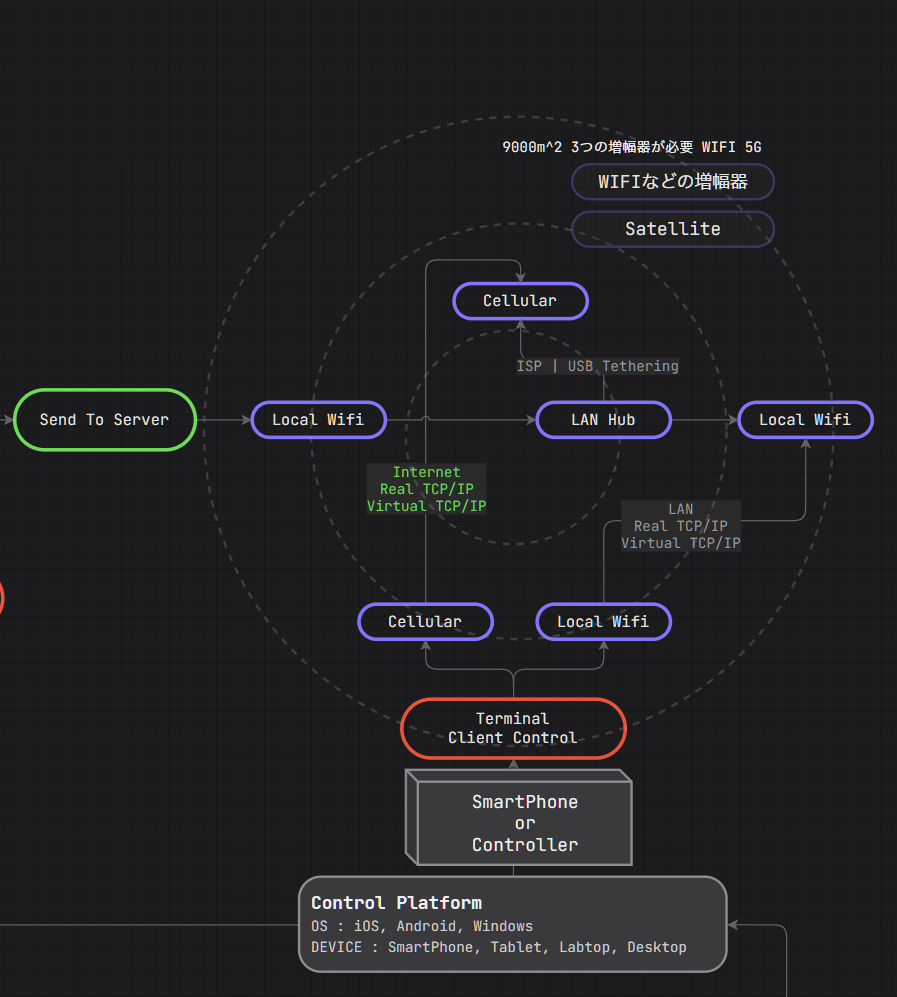 9000m^2 3つの増幅器が必要 WIFI 5G
WIFIなどの増幅器
Satellite
Cellular
ISP | USB Tethering
Send To Server
Local Wifi
LAN Hub
Local Wifi
Internet
Real TCP/IP
Virtual TCP/IP
LAN
Real TCP/IP
Virtual TCP/IP
Cellular
Local Wifi
Terminal
Client Control
SmartPhone
or
Controller
Control Platform
OS : iOS, Android, Windows
DEVICE : SmartPhone, Tablet, Labtop, Desktop